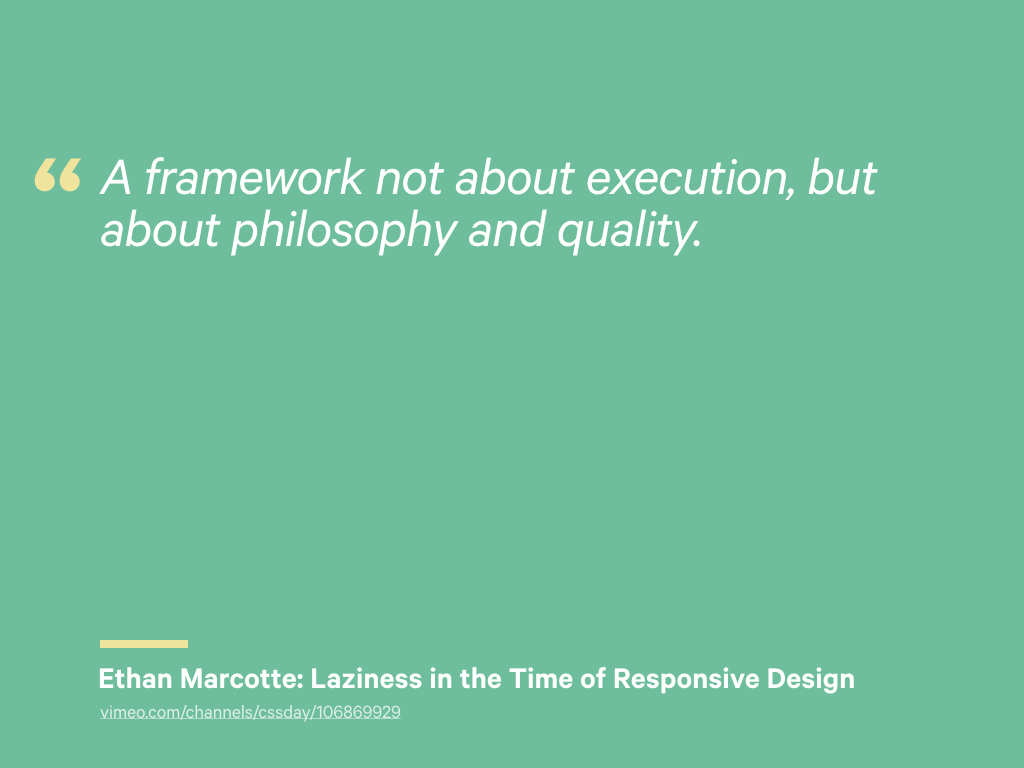 “A framework not about execution, but
about philosophy and quality.
Ethan Marcotte: Laziness in the Time of Responsive Design
vimeo.com/channels/cssday/106869929